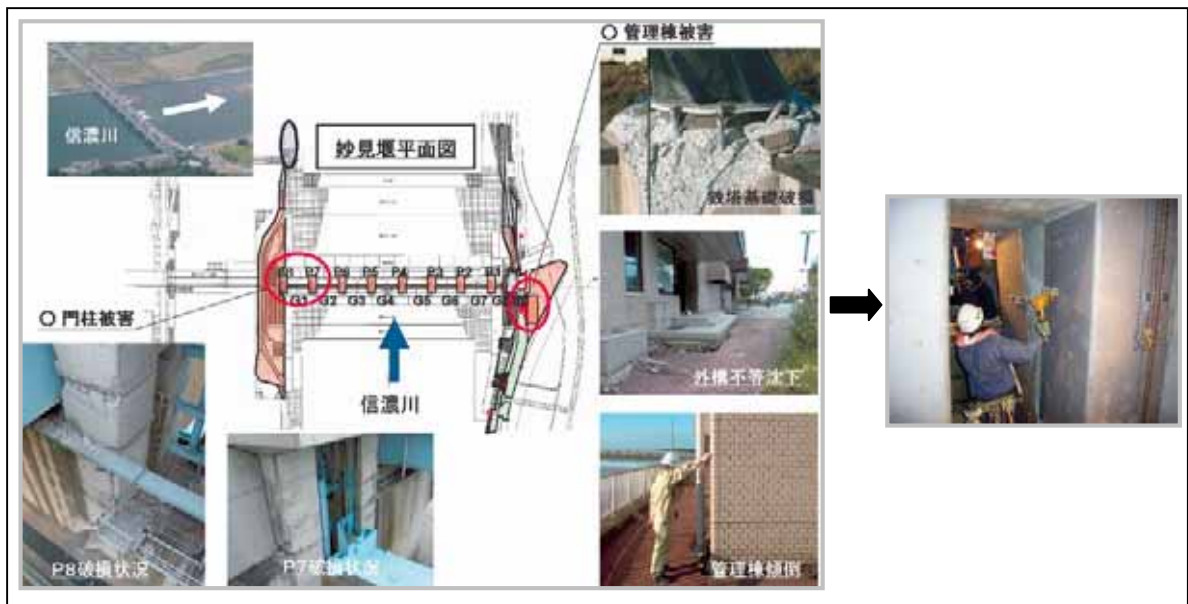 ○ 管理棟被害
信濃川
妙見堰平面図
鉄塔基礎破損
P8 P7 P6 P5 P4 P3 P2 P1
G1 G2 G3 G4 G5 G6 G7
○ 門柱被害
外構不等沈下
信濃川
P8破損状況
P7破損状況
管理棟傾倒